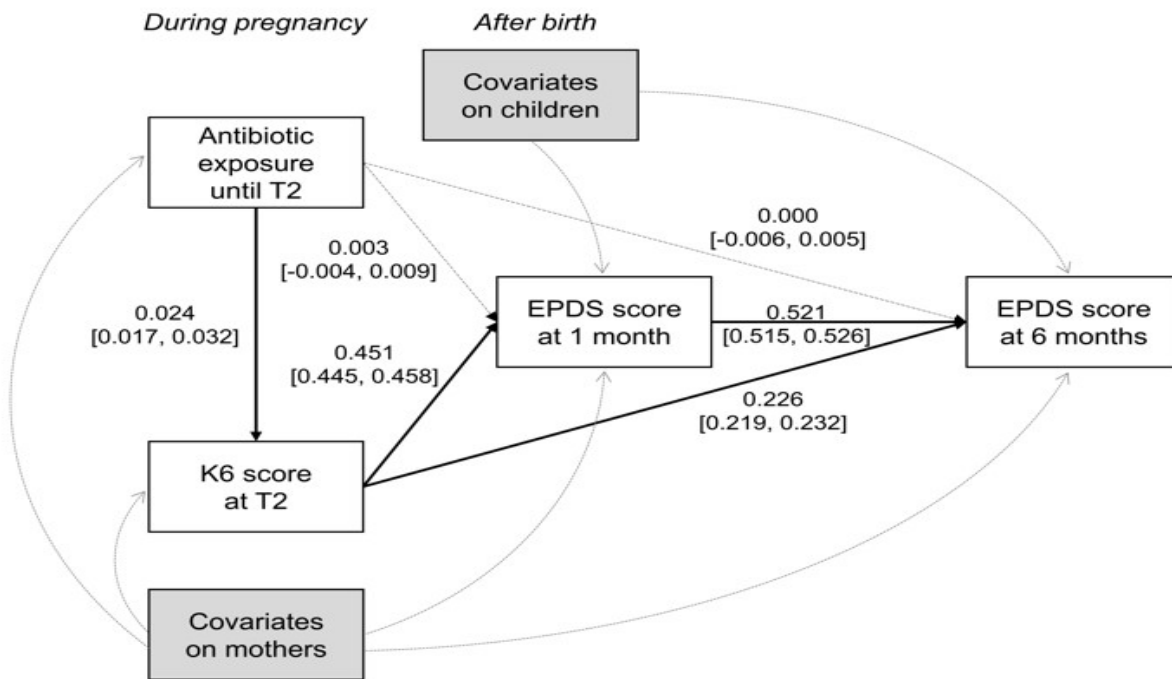 During pregnancy
After birth
Covariates
on children
Antibiotic
exposure
until T2
0.000
[-0.006, 0.005]
0.003
[-0.004, 0.009]
0.024
[0.017, 0.032]
EPDS score
at 1 month
0.521
[0.515, 0.526]
EPDS score
at 6 months
0.451
[0.445, 0.458]
0.226
[0.219, 0.232]
K6 score
at T2
Covariates
on mothers